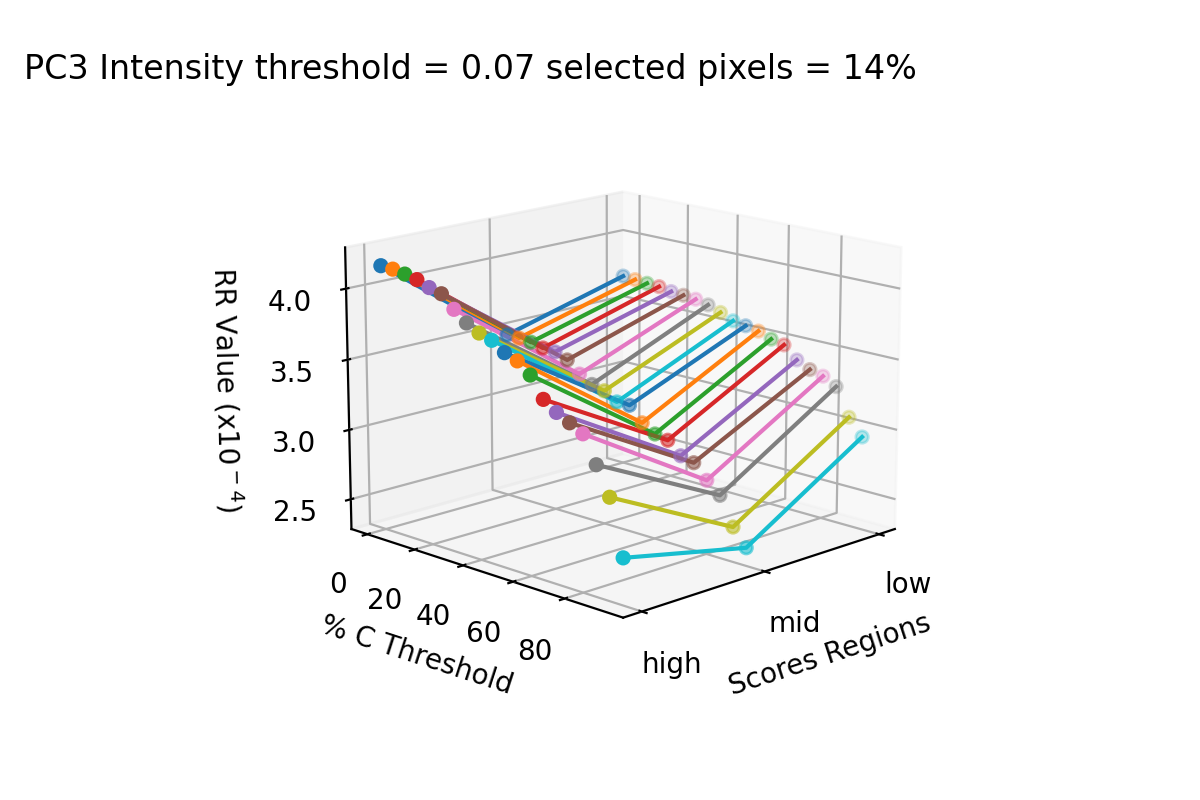 PC3 Intensity threshold = 0.07 selected pixels = 14%
RR Value (x10⁻⁴)
4.0
3.5
3.0
2.5
0
20
40
60
80
% C Threshold
high
mid
low
Scores Regions